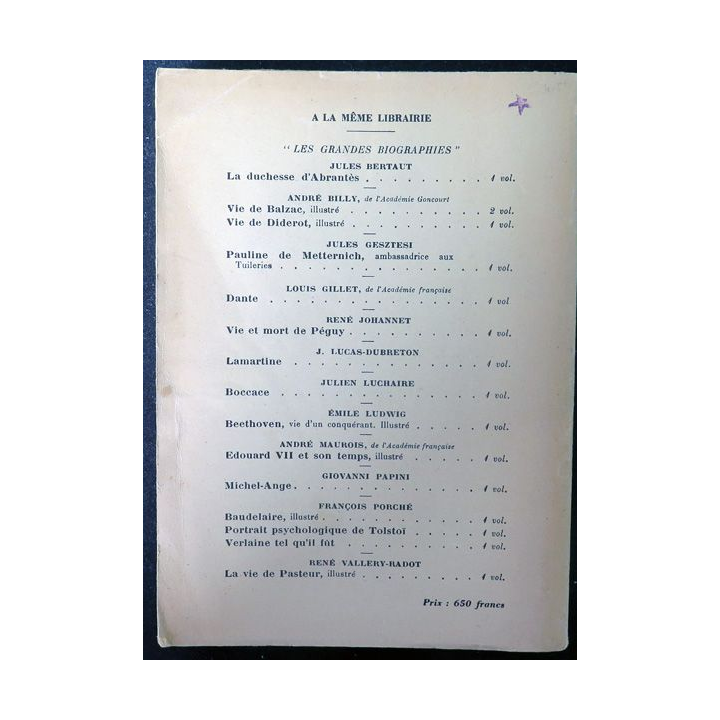 A LA MÊME LIBRAIRIE
" LES GRANDES BIOGRAPHIES "
JULES BERTAUT
La duchesse d'Abrantès . . . . . . . . . . 1 vol.
ANDRÉ BILLY, de l'Académie Goncourt
Vie de Balzac, illustré . . . . . . . . . . 2 vol.
Vie de Diderot, illustré . . . . . . . . . . 1 vol.
JULES GESZTESI
Pauline de Metternich, ambassadrice aux
Tuileries . . . . . . . . . . . . . . . 1 vol.
LOUIS GILLET, de l'Académie française
Dante . . . . . . . . . . . . . . . . 1 vol
RENÉ JOHANNET
Vie et mort de Péguy . . . . . . . . . . 1 vol.
J. LUCAS-DUBRETON
Lamartine . . . . . . . . . . . . . . 1 vol.
JULIEN LUCHAIRE
Boccace . . . . . . . . . . . . . . . 1 vol.
ÉMILE LUDWIG
Beethoven, vie d'un conquérant. Illustré . . . . . 1 vol.
ANDRÉ MAUROIS, de l'Académie française
Edouard VII et son temps, illustré . . . . . 1 vol.
GIOVANNI PAPINI
Michel-Ange . . . . . . . . . . . . . . 1 vol.
FRANÇOIS PORCHÉ
Baudelaire, illustré . . . . . . . . . . . . 1 vol.
Portrait psychologique de Tolstoï . . . . . 1 vol.
Verlaine tel qu'il fût . . . . . . . . . . 1 vol.
RENÉ VALLERY-RADOT
La vie de Pasteur, illustré . . . . . . . . . 1 vol.
Prix : 650 francs